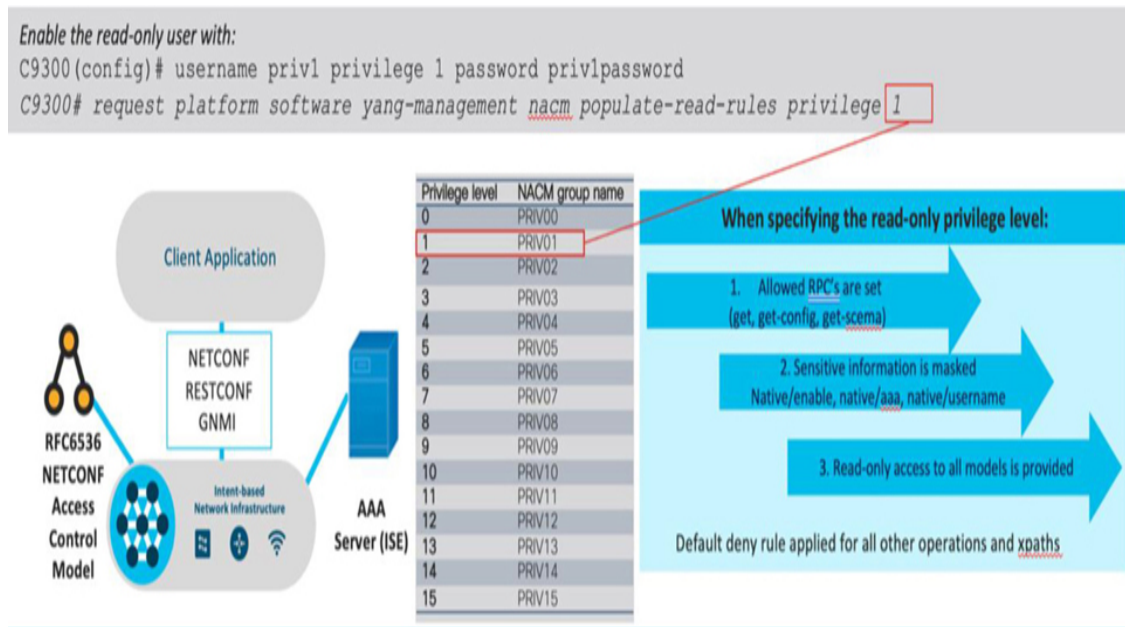 Enable the read-only user with:
C9300(config)# username priv1 privilege 1 password priv1password
C9300# request platform software yang-management nacm populate-read-rules privilege 1
Client Application
NETCONF
RESTCONF
GNMI
RFC6536
NETCONF
Access
Control
Model
Intent-based
Network Infrastructure
AAA
Server (ISE)
Privilege level NACM group name
0 PRIV00
1 PRIV01
2 PRIV02
3 PRIV03
4 PRIV04
5 PRIV05
6 PRIV06
7 PRIV07
8 PRIV08
9 PRIV09
10 PRIV10
11 PRIV11
12 PRIV12
13 PRIV13
14 PRIV14
15 PRIV15
When specifying the read-only privilege level:
1. Allowed RPC's are set
(get, get-config, get-scema)
2. Sensitive information is masked
Native/enable, native/aaa, native/username
3. Read-only access to all models is provided
Default deny rule applied for all other operations and xpaths